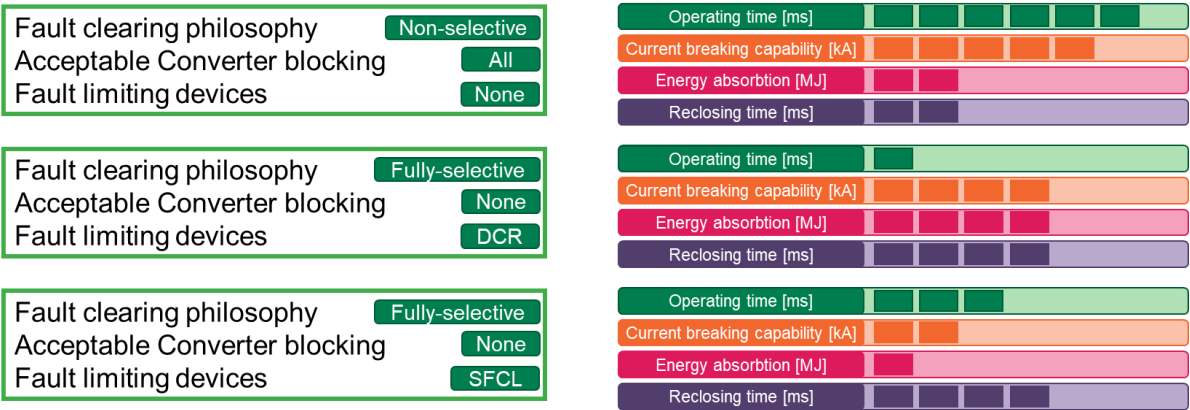 Fault clearing philosophy Non-selective
Acceptable Converter blocking All
Fault limiting devices None
Operating time [ms]
Current breaking capability [kA]
Energy absorbtion [MJ]
Reclosing time [ms]
Fault clearing philosophy Fully-selective
Acceptable Converter blocking None
Fault limiting devices DCR
Operating time [ms]
Current breaking capability [kA]
Energy absorbtion [MJ]
Reclosing time [ms]
Fault clearing philosophy Fully-selective
Acceptable Converter blocking None
Fault limiting devices SFCL
Operating time [ms]
Current breaking capability [kA]
Energy absorbtion [MJ]
Reclosing time [ms]